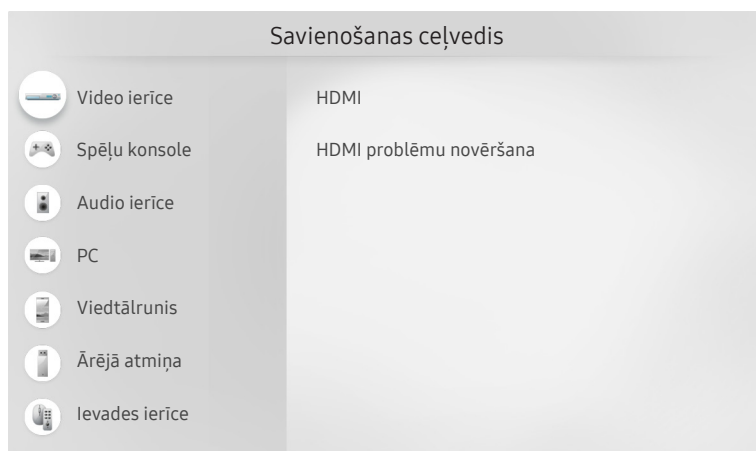 Savienošanas ceļvedis
Video ierīce
HDMI
Spēļu konsole
HDMI problēmu novēršana
Audio ierīce
PC
Viedtālrunis
Ārējā atmiņa
Ievades ierīce